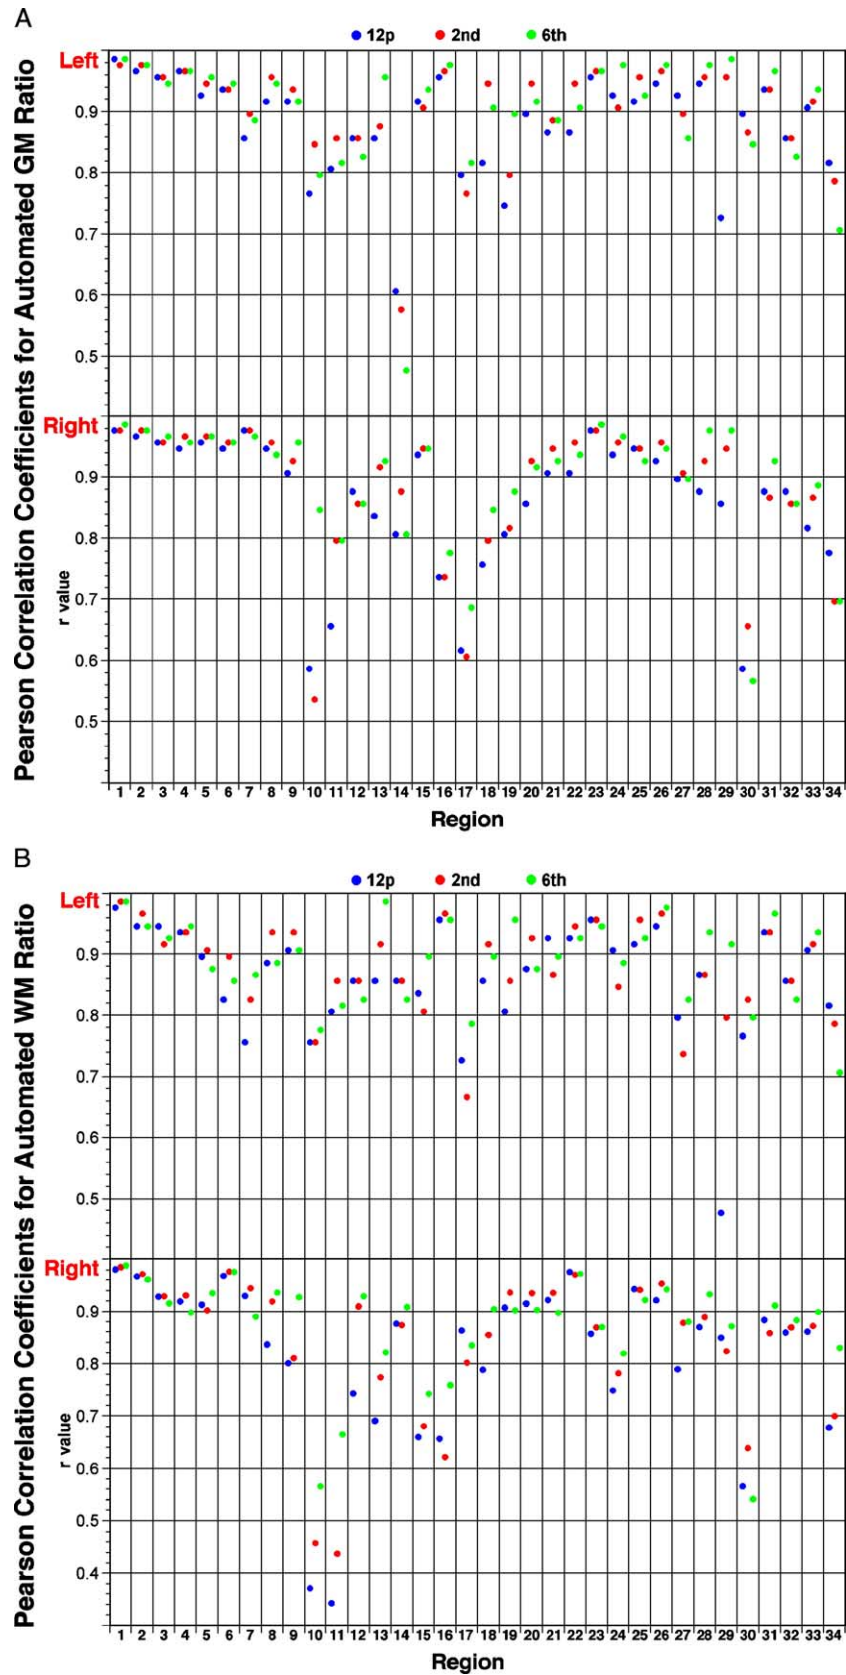 A
12p 2nd 6th
Pearson Correlation Coefficients for Automated GM Ratio
Left
0.9
0.8
0.7
0.6
0.5
Right
0.9
0.8
0.7
r value
0.6
0.5
1 2 3 4 5 6 7 8 9 10 11 12 13 14 15 16 17 18 19 20 21 22 23 24 25 26 27 28 29 30 31 32 33 34
Region
B
12p 2nd 6th
Pearson Correlation Coefficients for Automated WM Ratio
Left
0.9
0.8
0.7
0.6
0.5
Right
0.9
0.8
0.7
r value
0.6
0.5
0.4
1 2 3 4 5 6 7 8 9 10 11 12 13 14 15 16 17 18 19 20 21 22 23 24 25 26 27 28 29 30 31 32 33 34
Region